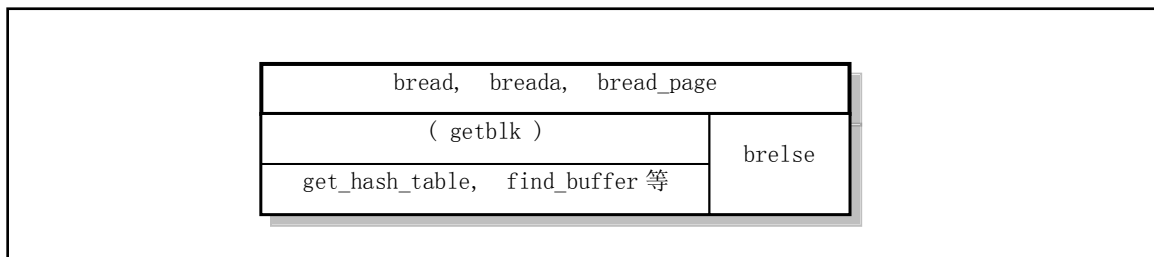 bread, breada, bread_page
( getblk )
brelse
get_hash_table, find_buffer 等